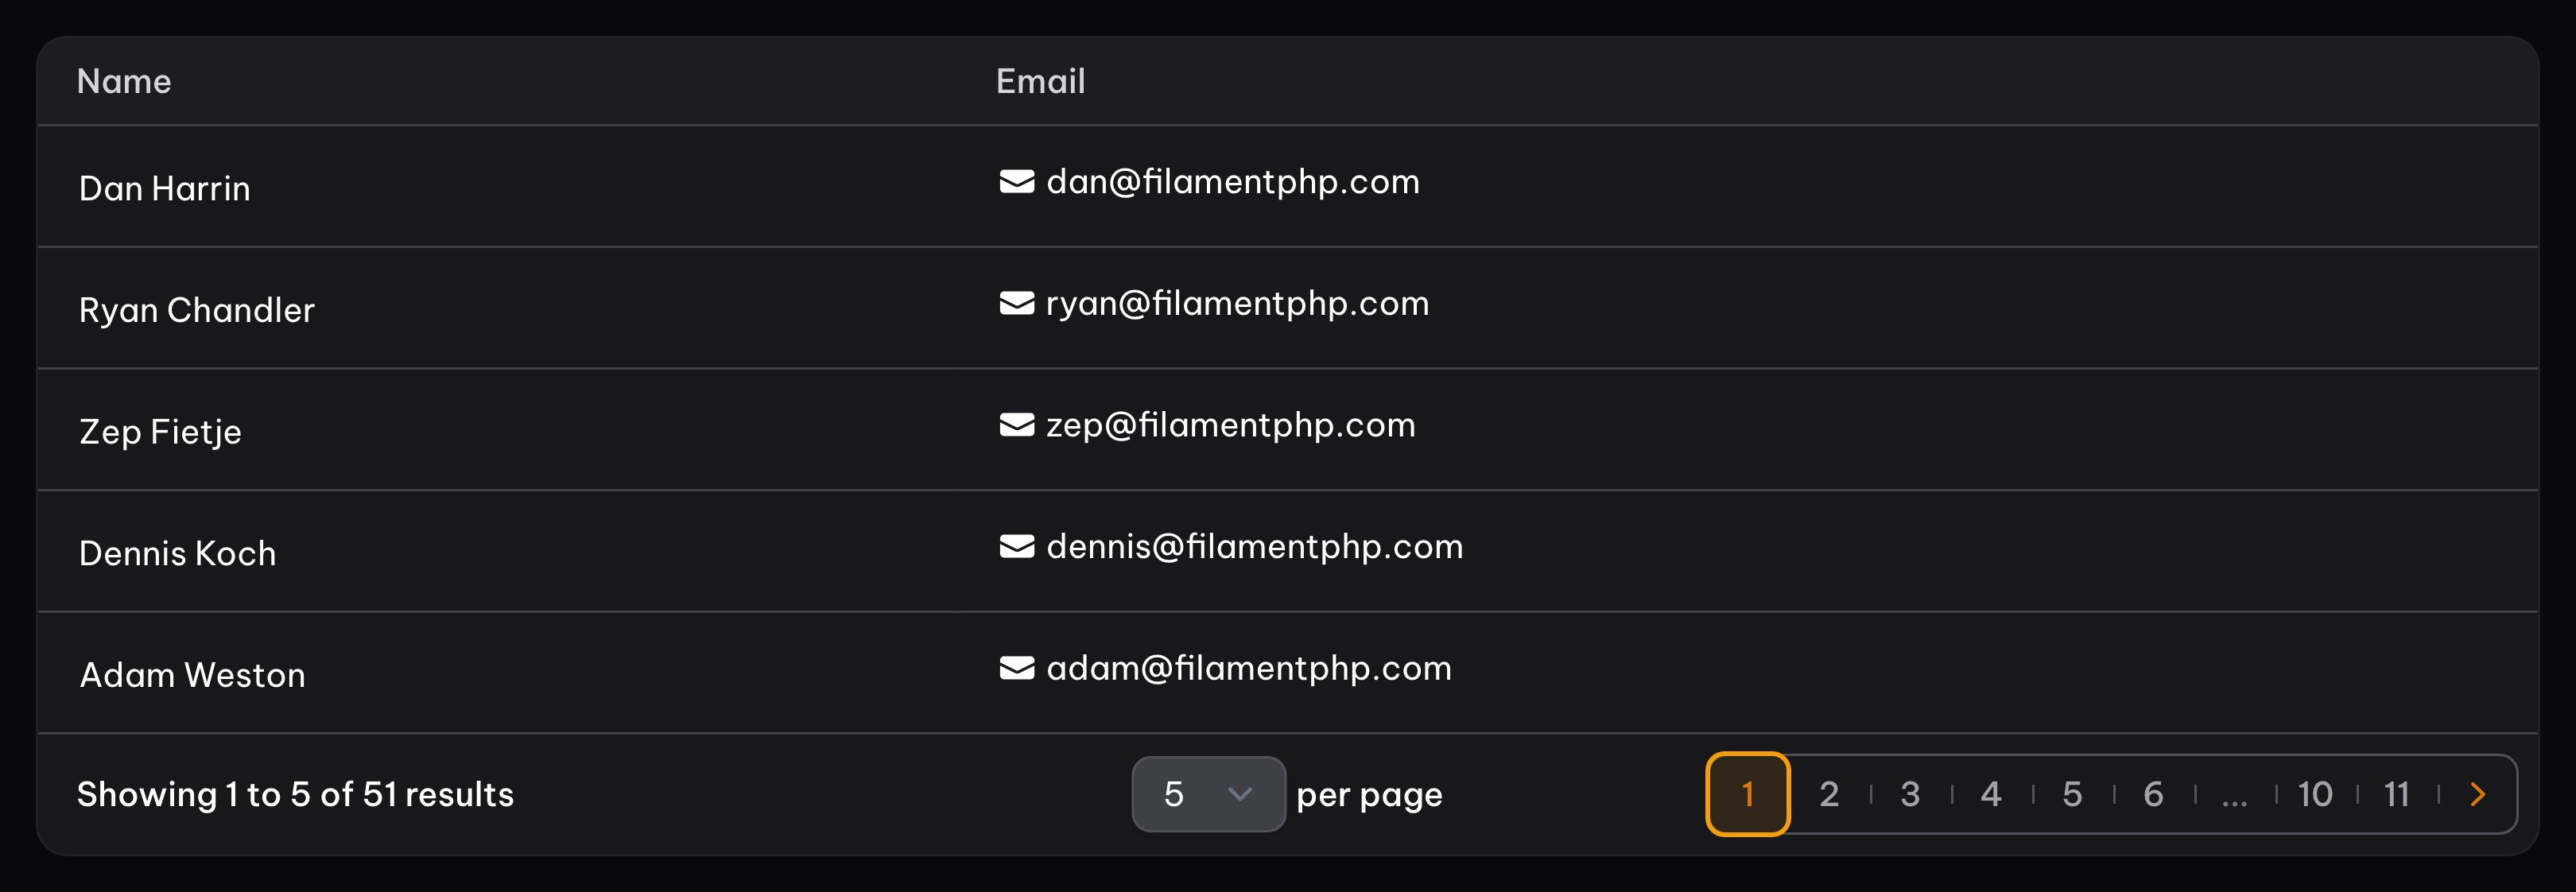 Name Email
Dan Harrin dan@filamentphp.com
Ryan Chandler ryan@filamentphp.com
Zep Fietje zep@filamentphp.com
Dennis Koch dennis@filamentphp.com
Adam Weston adam@filamentphp.com
Showing 1 to 5 of 51 results 5 per page 1 2 3 4 5 6 ... 10 11